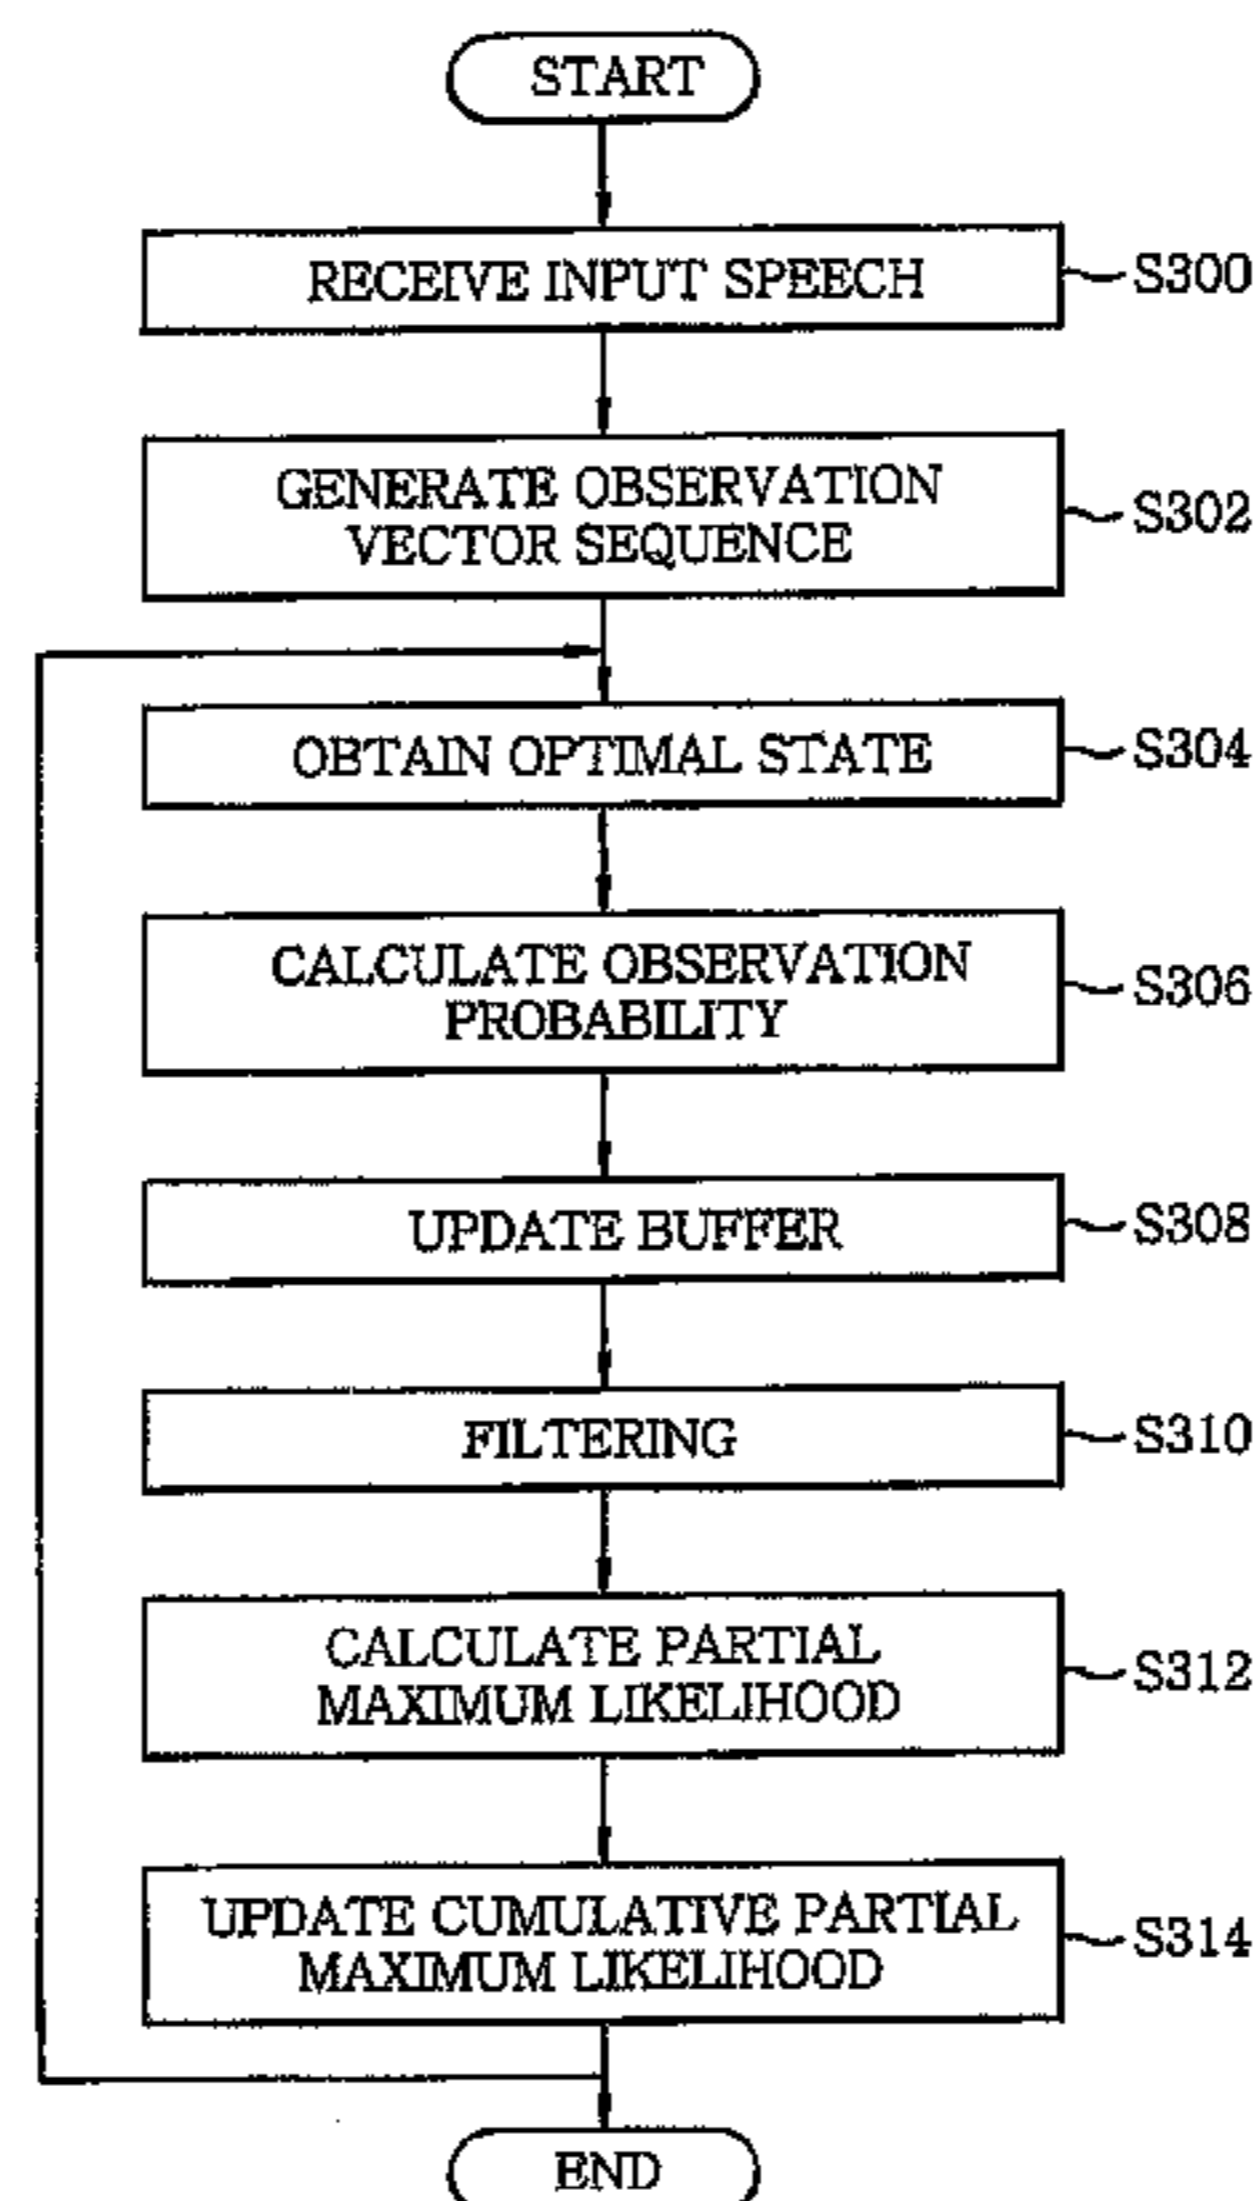 START
RECEIVE INPUT SPEECH
S300
GENERATE OBSERVATION
VECTOR SEQUENCE
S302
OBTAIN OPTIMAL STATE
S304
CALCULATE OBSERVATION
PROBABILITY
S306
UPDATE BUFFER
S308
FILTERING
S310
CALCULATE PARTIAL
MAXIMUM LIKELIHOOD
S312
UPDATE CUMULATIVE PARTIAL
MAXIMUM LIKELIHOOD
S314
END